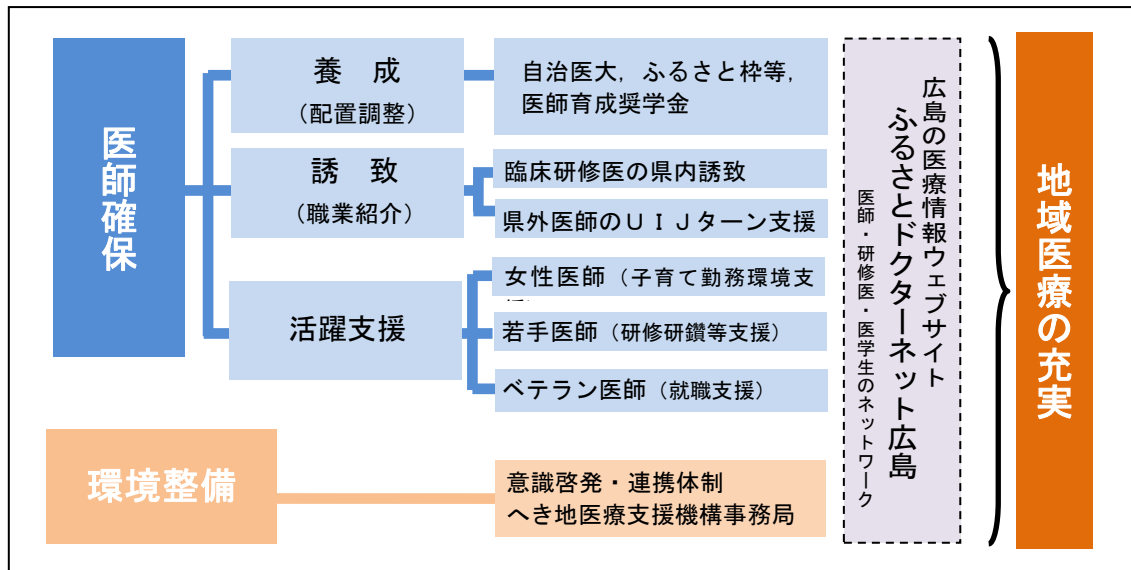 医師確保
養 成
（配置調整）
自治医大，ふるさと枠等，
医師育成奨学金
誘 致
（職業紹介）
臨床研修医の県内誘致
県外医師のＵＩＪターン支援
活躍支援
女性医師（子育て勤務環境支
若手医師（研修研鑽等支援）
ベテラン医師（就職支援）
環境整備
意識啓発・連携体制
へき地医療支援機構事務局
広島の医療情報ウェブサイト
ふるさとドクターネット広島
医師・研修医・医学生のネットワーク
地域医療の充実